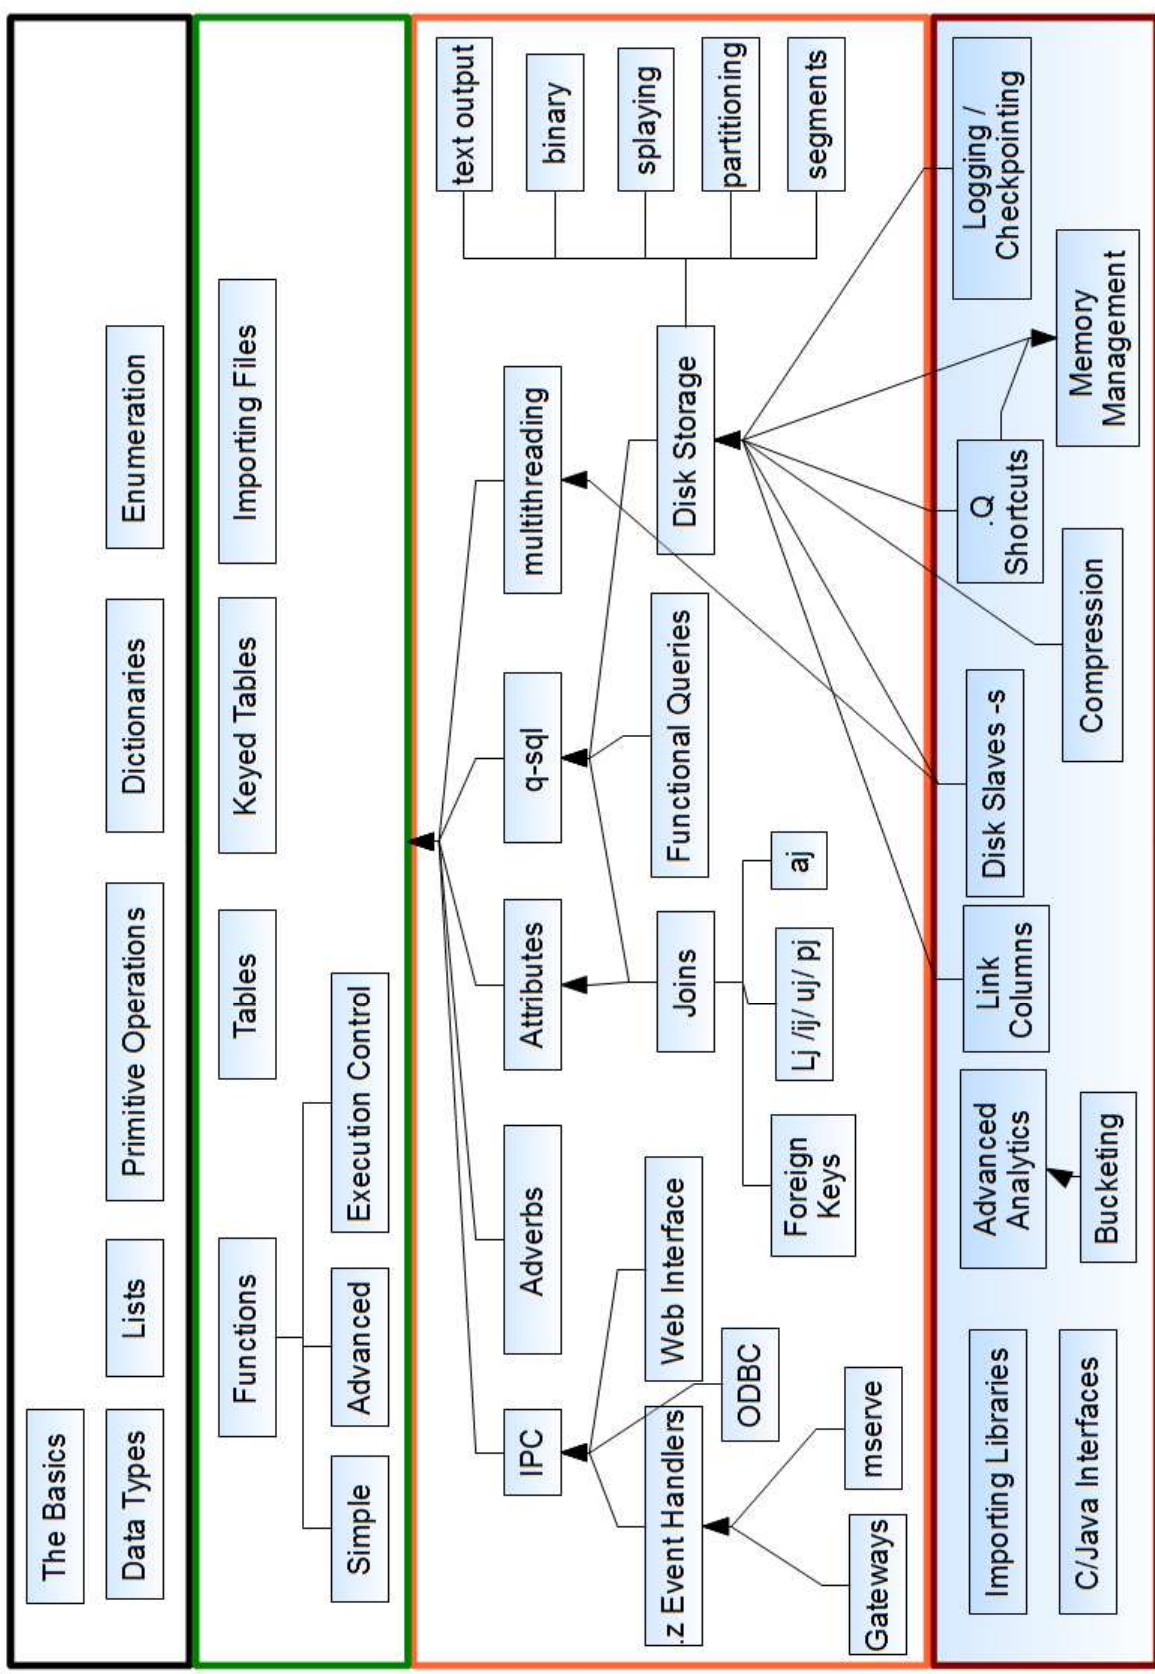 The Basics
Data Types
Lists
Primitive Operations
Dictionaries
Enumeration
Functions
Tables
Keyed Tables
Importing Files
Simple
Advanced
Execution Control
IPC
Adverbs
Attributes
q-sql
multithreading
text output
binary
splaying
partitioning
segments
.z Event Handlers
Web Interface
Joins
Functional Queries
Disk Storage
ODBC
Gateways
mserve
Foreign
Keys
Lj /ij/ uj/ pj
aj
Importing Libraries
Advanced
Analytics
Link
Columns
Disk Slaves -s
.Q
Shortcuts
Logging /
Checkpointing
C/Java Interfaces
Bucketing
Compression
Memory
Management